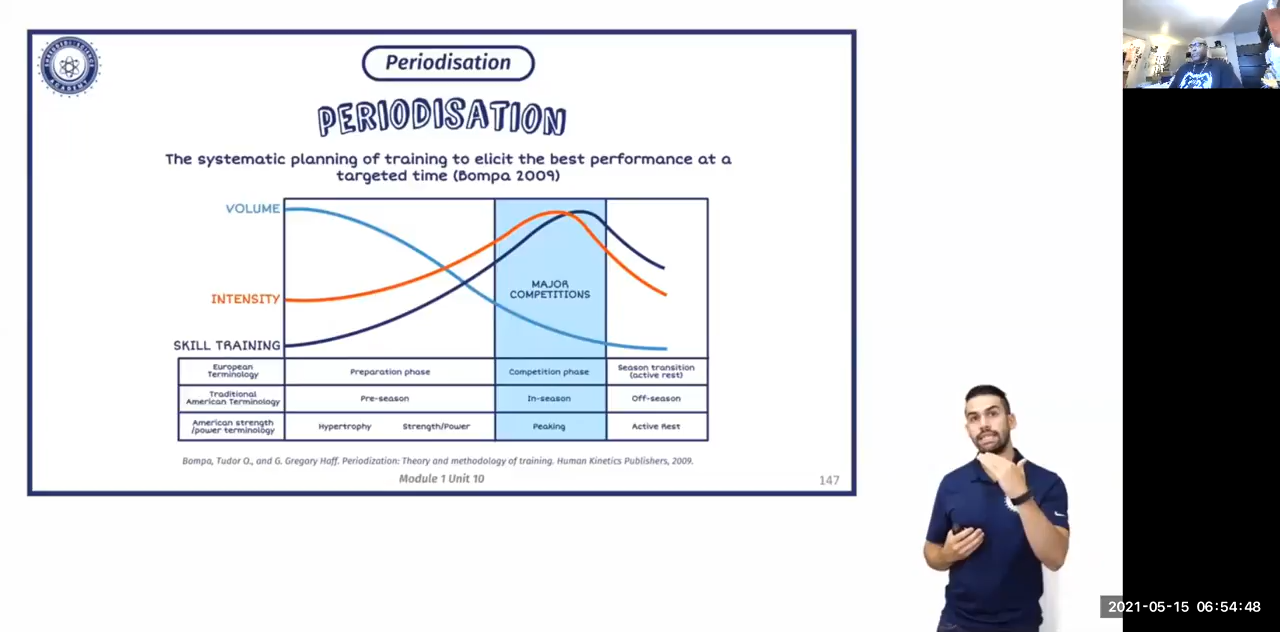 Periodisation
PERIODISATION
The systematic planning of training to elicit the best performance at a
targeted time (Bompa 2009)
VOLUME
INTENSITY
SKILL TRAINING
MAJOR
COMPETITIONS
European
Terminology
Preparation phase
Competition phase
Season transition
(active rest)
Traditional
American Terminology
Pre-season
In-season
Off-season
American strength
/power terminology
Hypertrophy
Strength/Power
Peaking
Active Rest
Bompa, Tudor O., and G. Gregory Haff. Periodization: Theory and methodology of training. Human Kinetics Publishers, 2009.
Module 1 Unit 10
147
2021-05-15 06:54:48